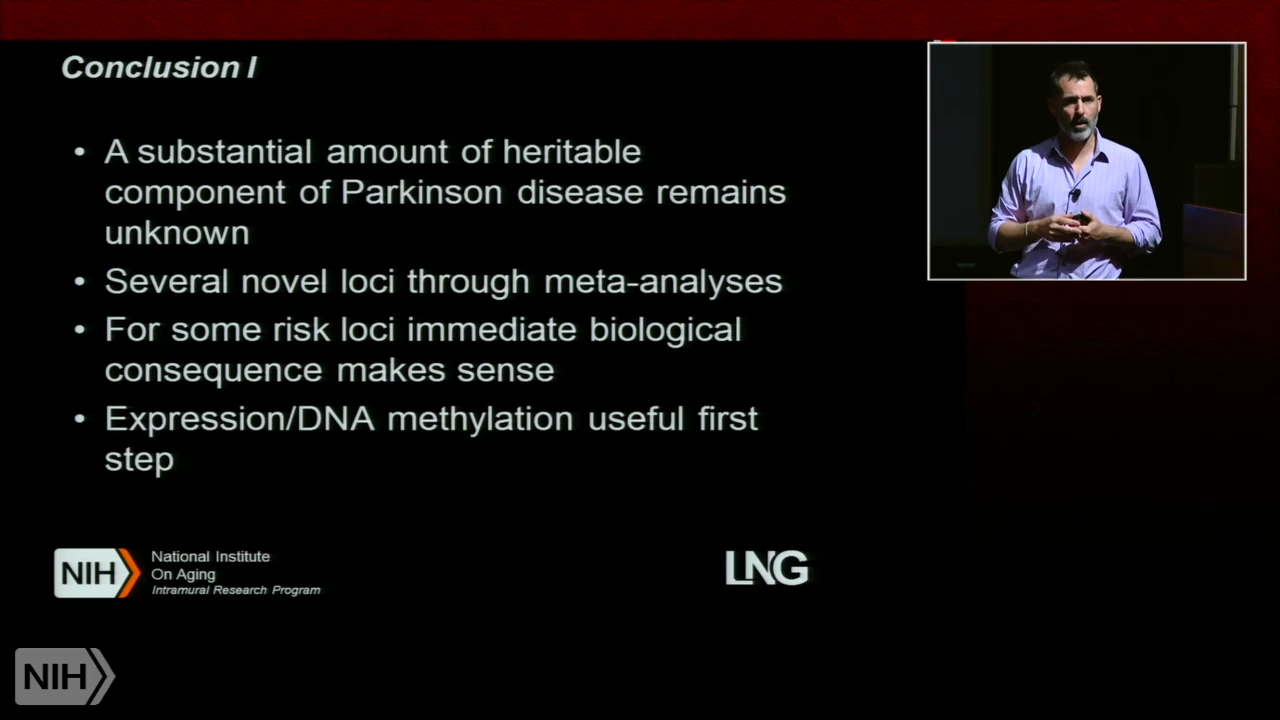 Conclusion I
• A substantial amount of heritable
component of Parkinson disease remains
unknown
• Several novel loci through meta-analyses
• For some risk loci immediate biological
consequence makes sense
• Expression/DNA methylation useful first
step
NIH
National Institute
On Aging
Intramural Research Program
LNG
NIH